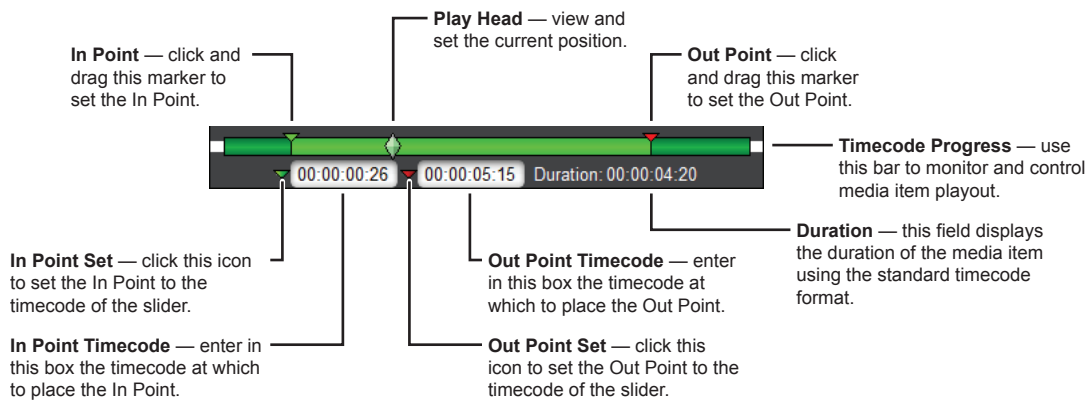 Play Head — view and
set the current position.
In Point — click and
drag this marker to
set the In Point.
Out Point — click
and drag this marker
to set the Out Point.
Timecode Progress — use
this bar to monitor and control
media item playout.
00:00:00:26
00:00:05:15
Duration: 00:00:04:20
Duration — this field displays
the duration of the media item
using the standard timecode
format.
In Point Set — click this icon
to set the In Point to the
timecode of the slider.
Out Point Timecode — enter
in this box the timecode at
which to place the Out Point.
In Point Timecode — enter in
this box the timecode at which
to place the In Point.
Out Point Set — click this
icon to set the Out Point to the
timecode of the slider.